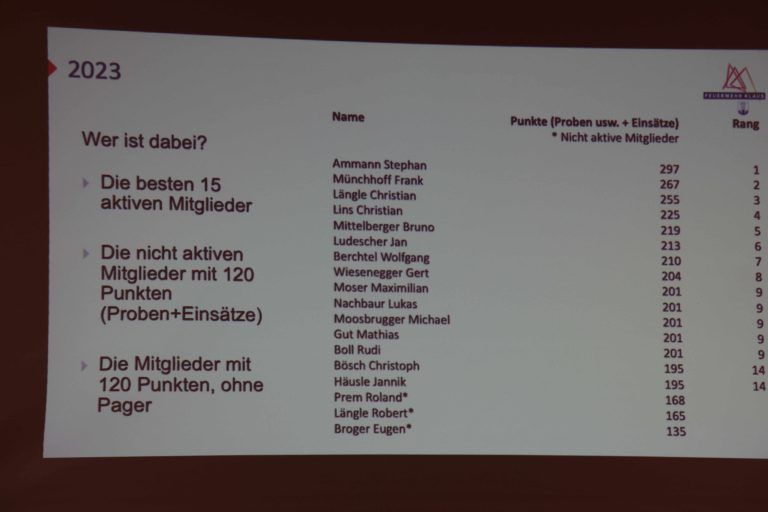 2023
FEUERWEHR KLAUS
Wer ist dabei?
Die besten 15
aktiven Mitglieder
Die nicht aktiven
Mitglieder mit 120
Punkten
(Proben+Einsätze)
Die Mitglieder mit
120 Punkten, ohne
Pager
Name Punkte (Proben usw. + Einsätze) Rang
* Nicht aktive Mitglieder
Ammann Stephan 297 1
Münchhoff Frank 267 2
Längle Christian 255 3
Lins Christian 225 4
Mittelberger Bruno 219 5
Ludescher Jan 213 6
Berchtel Wolfgang 210 7
Wiesenegger Gert 204 8
Moser Maximilian 201 9
Nachbaur Lukas 201 9
Moosbrugger Michael 201 9
Gut Mathias 201 9
Boll Rudi 201 9
Bösch Christoph 195 14
Häusle Jannik 195 14
Prem Roland* 168
Längle Robert* 165
Broger Eugen* 135